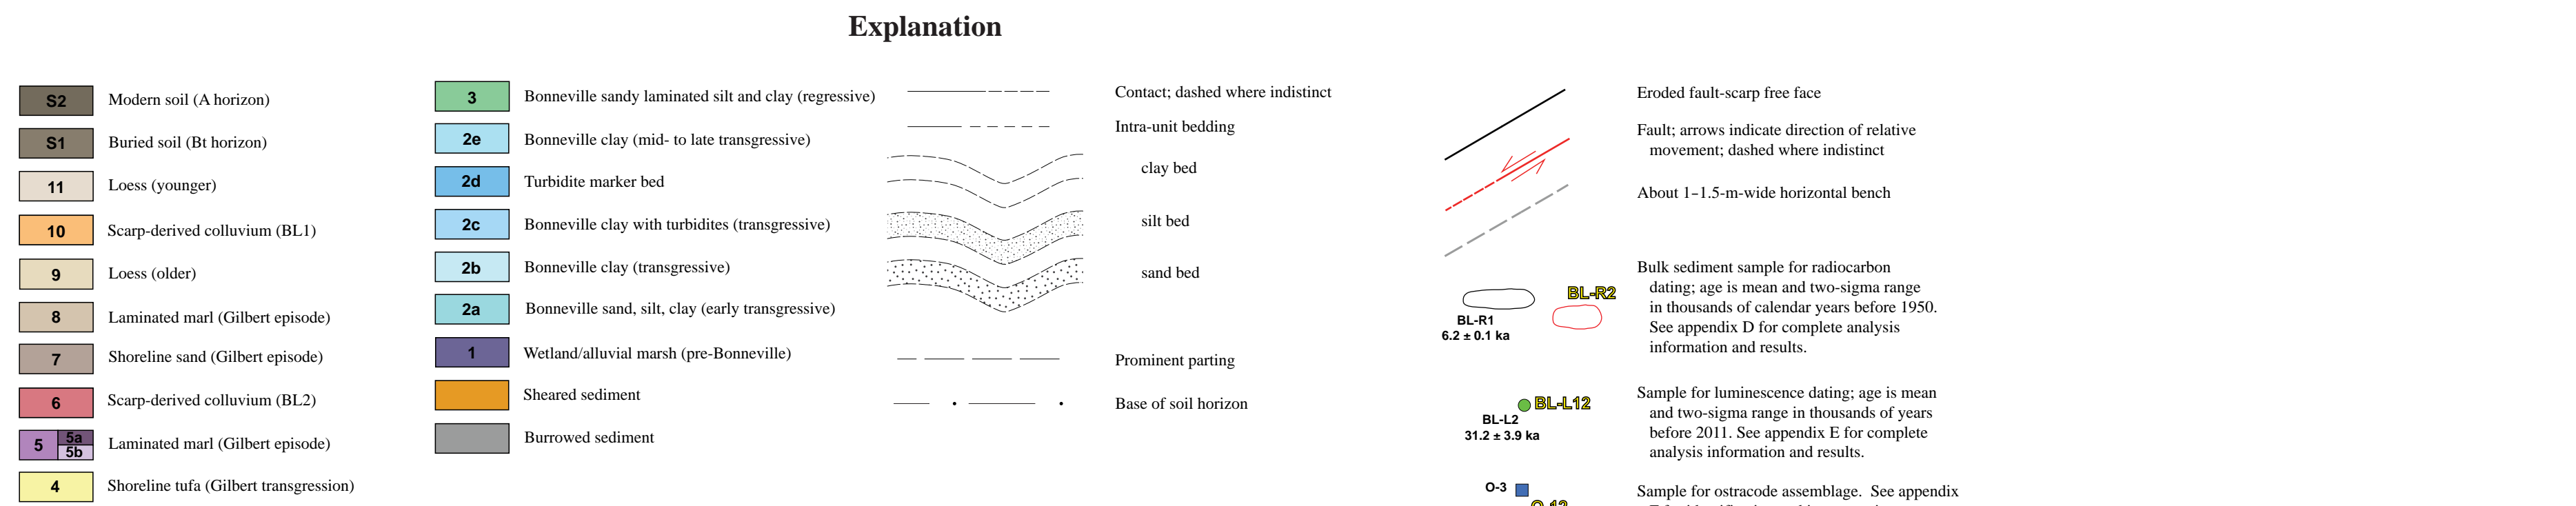 Explanation
S2 Modern soil (A horizon)
S1 Buried soil (Bt horizon)
11 Loess (younger)
10 Scarp-derived colluvium (BL1)
9 Loess (older)
8 Laminated marl (Gilbert episode)
7 Shoreline sand (Gilbert episode)
6 Scarp-derived colluvium (BL2)
5 5a 5b Laminated marl (Gilbert episode)
4 Shoreline tufa (Gilbert transgression)
3 Bonneville sandy laminated silt and clay (regressive)
2e Bonneville clay (mid- to late transgressive)
2d Turbidite marker bed
2c Bonneville clay with turbidites (transgressive)
2b Bonneville clay (transgressive)
2a Bonneville sand, silt, clay (early transgressive)
1 Wetland/alluvial marsh (pre-Bonneville)
Sheared sediment
Burrowed sediment
Contact; dashed where indistinct
Intra-unit bedding
clay bed
silt bed
sand bed
Prominent parting
Base of soil horizon
Eroded fault-scarp free face
Fault; arrows indicate direction of relative
movement; dashed where indistinct
About 1–1.5-m-wide horizontal bench
BL-R2
BL-R1
6.2 ± 0.1 ka
Bulk sediment sample for radiocarbon
dating; age is mean and two-sigma range
in thousands of calendar years before 1950.
See appendix D for complete analysis
information and results.
BL-L12
BL-L2
31.2 ± 3.9 ka
Sample for luminescence dating; age is mean
and two-sigma range in thousands of years
before 2011. See appendix E for complete
analysis information and results.
O-3
Sample for ostracode assemblage. See appendix